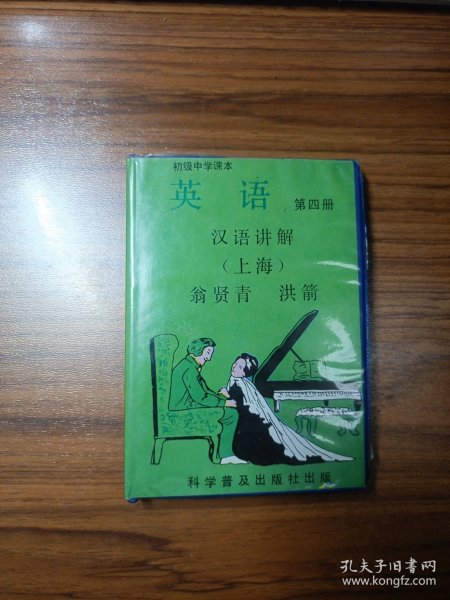 初级中学课本
英 语 第四册
汉语讲解
(上海)
翁贤青 洪箭
科学普及出版社出版
孔夫子旧书网
www.kongfz.com